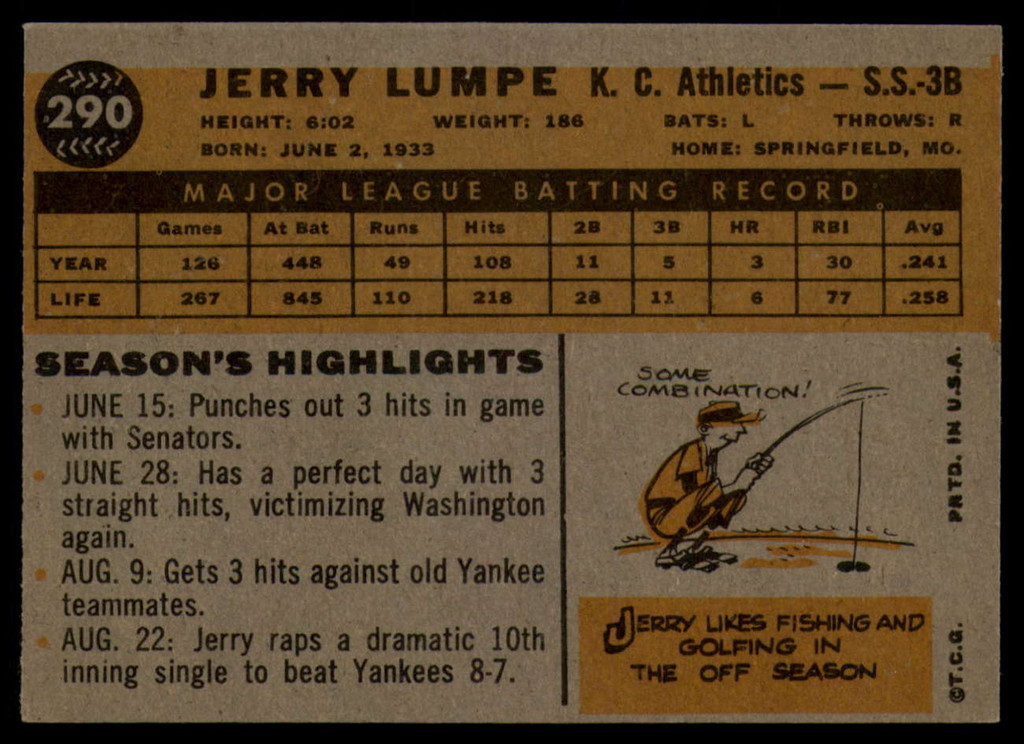 290
JERRY LUMPE K. C. Athletics — S.S.-3B
HEIGHT: 6:02 WEIGHT: 186 BATS: L THROWS: R
BORN: JUNE 2, 1933 HOME: SPRINGFIELD, MO.
MAJOR LEAGUE BATTING RECORD
Games At Bat Runs Hits 2B 3B HR RBI Avg
YEAR 126 448 49 108 11 5 3 30 .241
LIFE 267 845 110 218 28 11 6 77 .258
SEASON'S HIGHLIGHTS
• JUNE 15: Punches out 3 hits in game
with Senators.
• JUNE 28: Has a perfect day with 3
straight hits, victimizing Washington
again.
• AUG. 9: Gets 3 hits against old Yankee
teammates.
• AUG. 22: Jerry raps a dramatic 10th
inning single to beat Yankees 8-7.
SOME
COMBINATION!
JERRY LIKES FISHING AND
GOLFING IN
THE OFF SEASON
©T.C.G. PRTD. IN U.S.A.